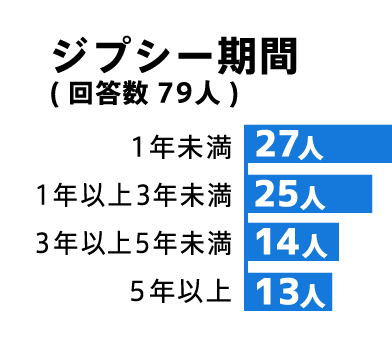 ジプシー期間
( 回答数 79人 )
1年未満 27人
1年以上3年未満 25人
3年以上5年未満 14人
5年以上 13人